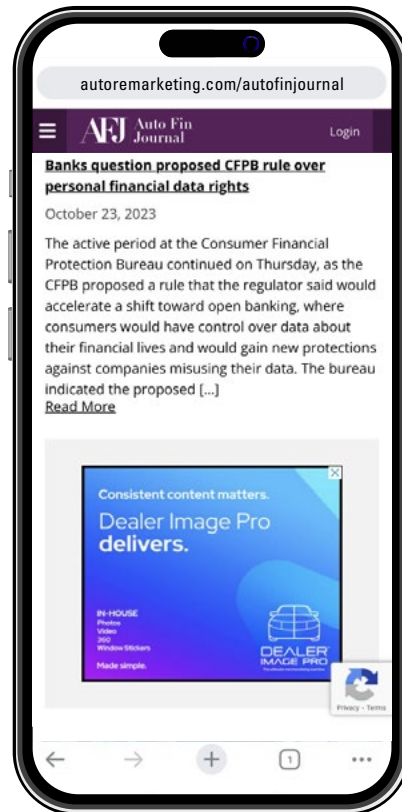 autoremarketing.com/autofinjournal
AFJ Auto Fin
Journal
Login
Banks question proposed CFPB rule over
personal financial data rights
October 23, 2023
The active period at the Consumer Financial
Protection Bureau continued on Thursday, as the
CFPB proposed a rule that the regulator said would
accelerate a shift toward open banking, where
consumers would have control over data about
their financial lives and would gain new protections
against companies misusing their data. The bureau
indicated the proposed [...]
Read More
Consistent content matters.
Dealer Image Pro
delivers.
IN-HOUSE
Photos
Video
360
Window Stickers
Made simple.
DEALER
IMAGE PRO
Privacy - Terms
1